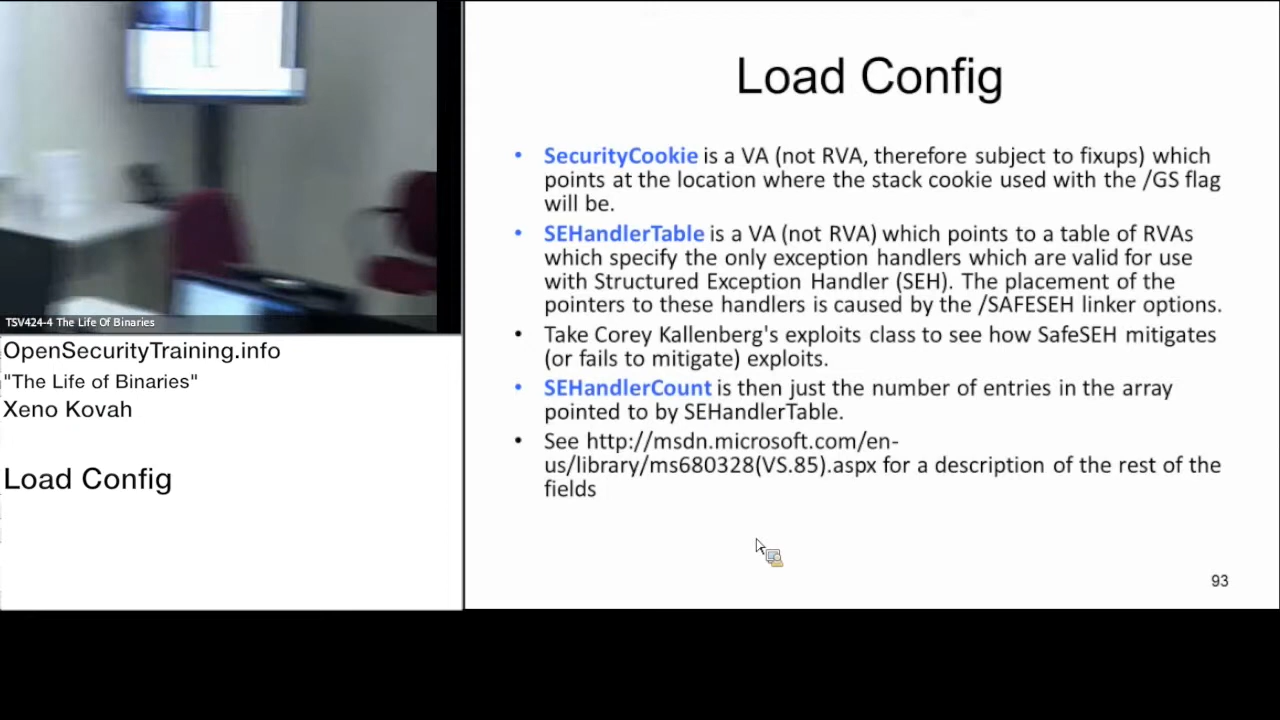 TSV424-4 The Life Of Binaries
OpenSecurityTraining.info
"The Life of Binaries"
Xeno Kovah
Load Config
Load Config
• SecurityCookie is a VA (not RVA, therefore subject to fixups) which
points at the location where the stack cookie used with the /GS flag
will be.
• SEHandlerTable is a VA (not RVA) which points to a table of RVAs
which specify the only exception handlers which are valid for use
with Structured Exception Handler (SEH). The placement of the
pointers to these handlers is caused by the /SAFESEH linker options.
• Take Corey Kallenberg's exploits class to see how SafeSEH mitigates
(or fails to mitigate) exploits.
• SEHandlerCount is then just the number of entries in the array
pointed to by SEHandlerTable.
• See http://msdn.microsoft.com/en-
us/library/ms680328(VS.85).aspx for a description of the rest of the
fields
93